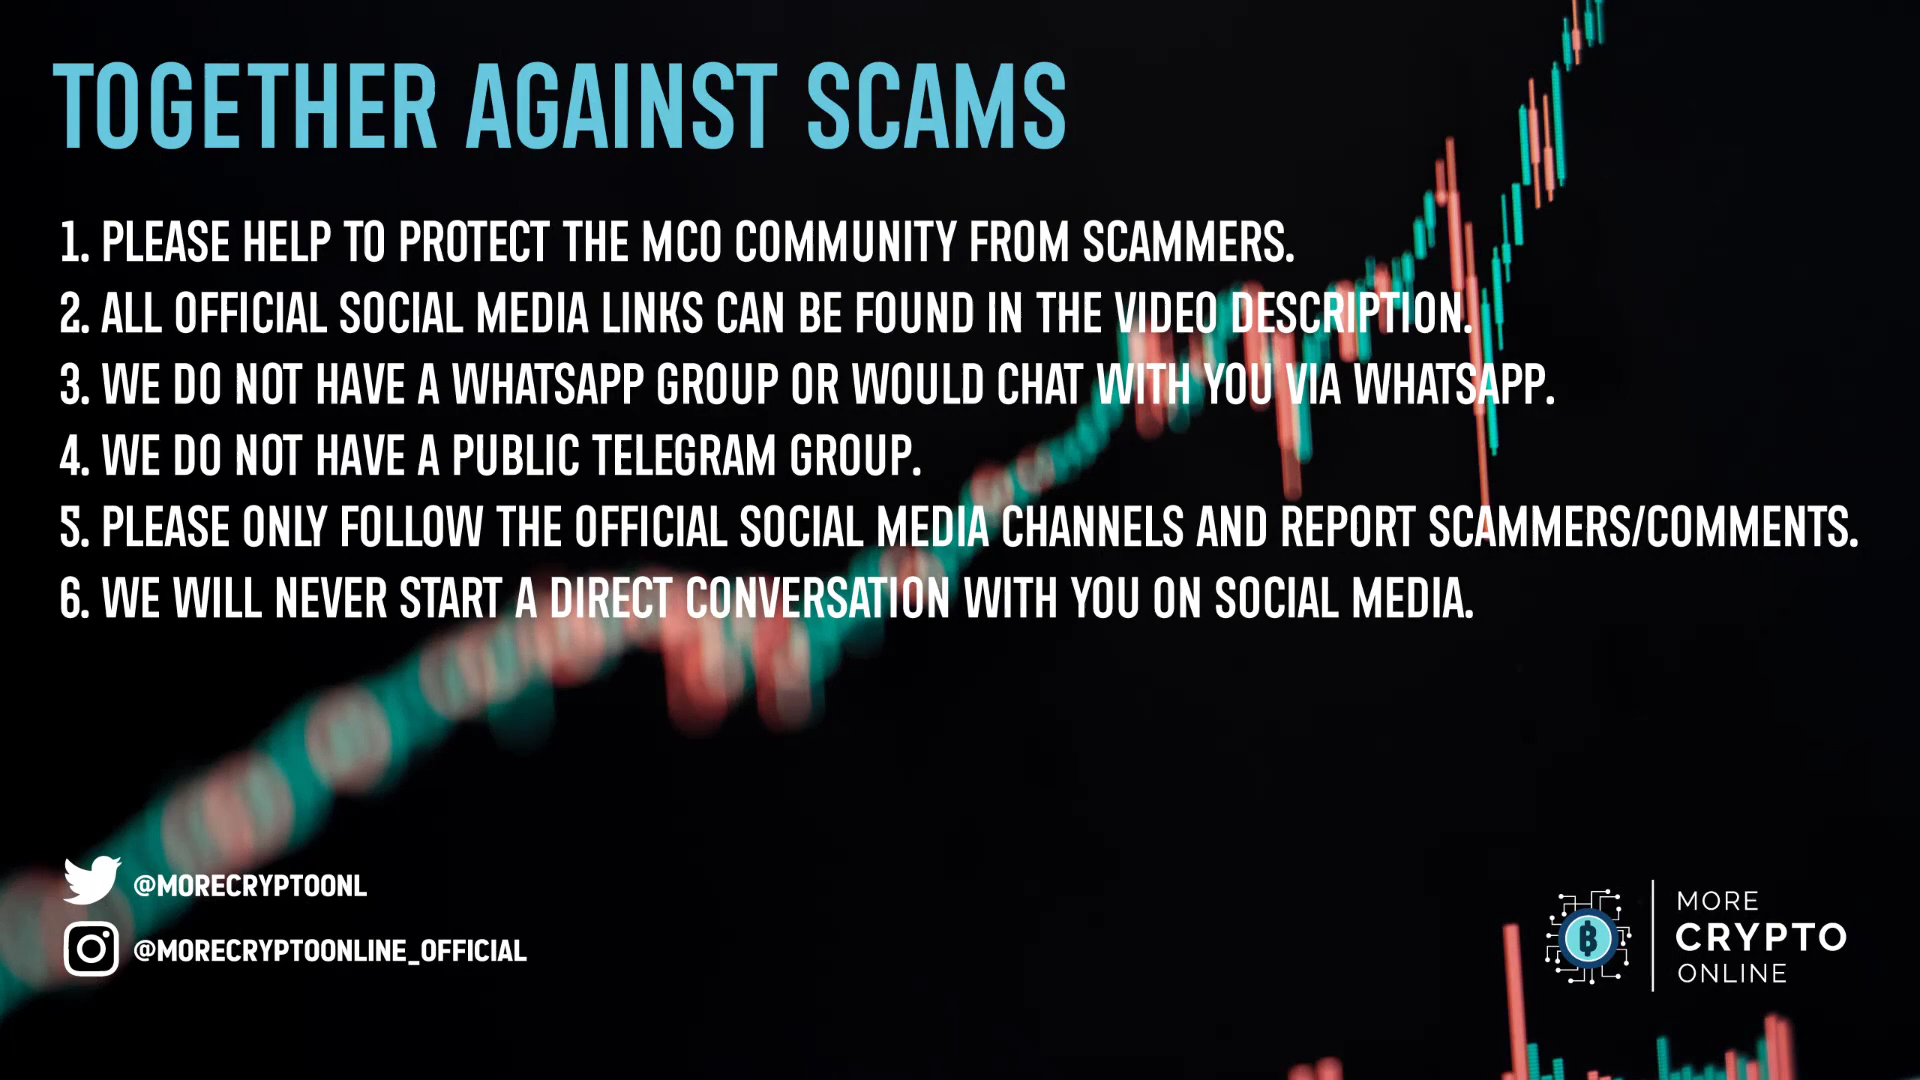 TOGETHER AGAINST SCAMS
1. PLEASE HELP TO PROTECT THE MCO COMMUNITY FROM SCAMMERS.
2. ALL OFFICIAL SOCIAL MEDIA LINKS CAN BE FOUND IN THE VIDEO DESCRIPTION.
3. WE DO NOT HAVE A WHATSAPP GROUP OR WOULD CHAT WITH YOU VIA WHATSAPP.
4. WE DO NOT HAVE A PUBLIC TELEGRAM GROUP.
5. PLEASE ONLY FOLLOW THE OFFICIAL SOCIAL MEDIA CHANNELS AND REPORT SCAMMERS/COMMENTS.
6. WE WILL NEVER START A DIRECT CONVERSATION WITH YOU ON SOCIAL MEDIA.
@MORECRYPTOONL
@MORECRYPTOONLINE_OFFICIAL
MORE
CRYPTO
ONLINE